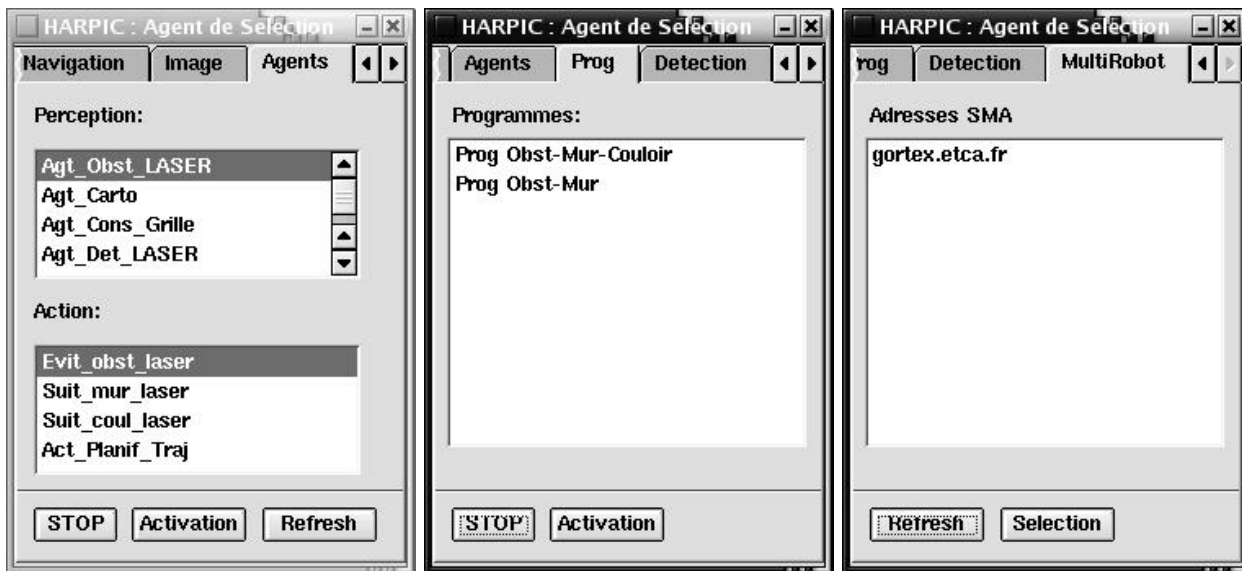 HARPIC : Agent de Selection
Navigation Image Agents
Perception:
Agt_Obst_LASER
Agt_Carto
Agt_Cons_Grille
Agt_Det_LASER
Action:
Evit_obst_laser
Suit_mur_laser
Suit_coul_laser
Act_Planif_Traj
STOP Activation Refresh
HARPIC : Agent de Selection
Agents Prog Detection
Programmes:
Prog Obst-Mur-Couloir
Prog Obst-Mur
STOP Activation
HARPIC : Agent de Selection
rog Detection MultiRobot
Adresses SMA
gortex.etca.fr
Refresh Selection